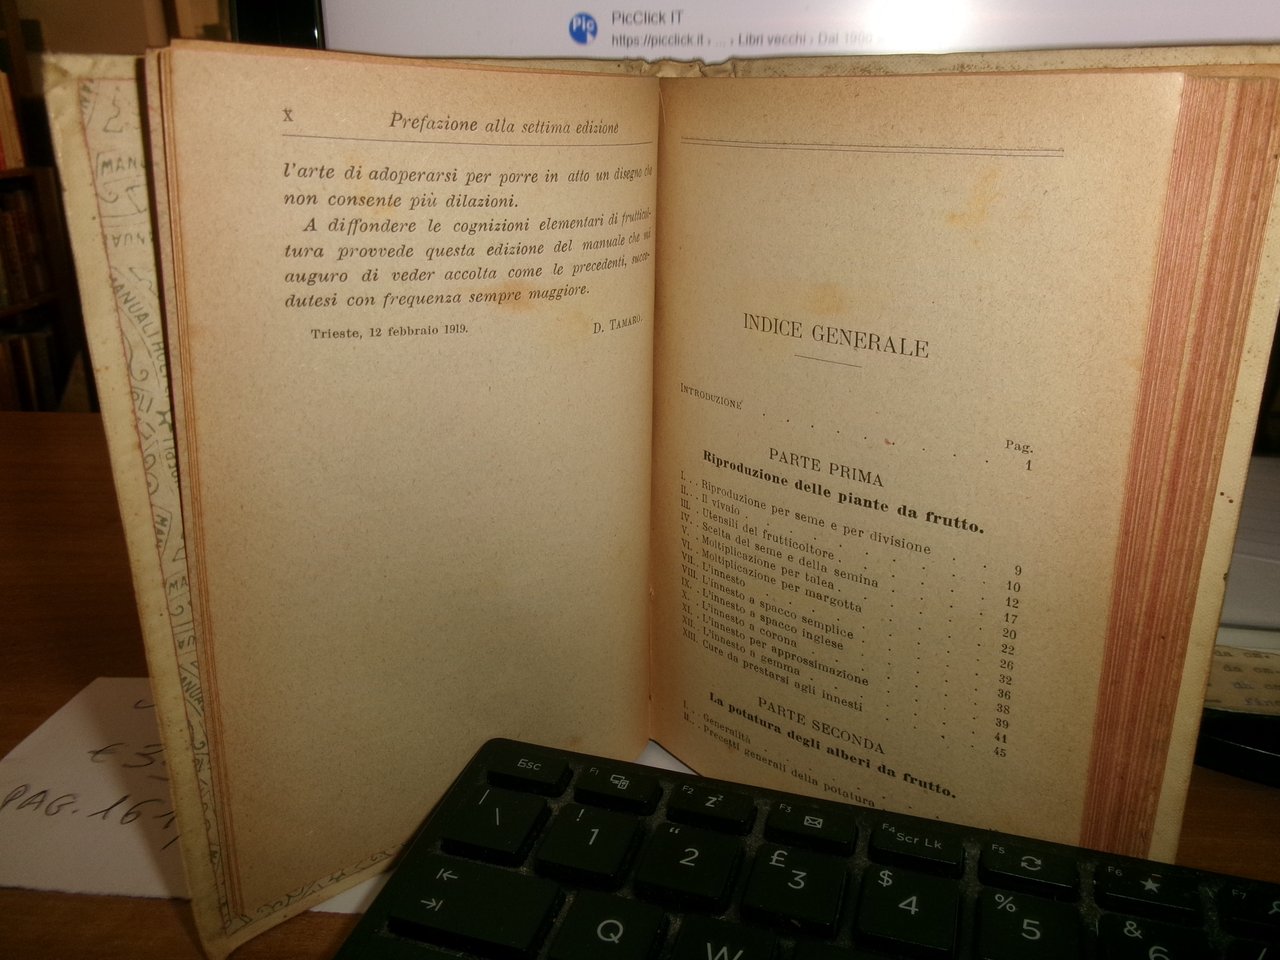 PicClick IT
https://picclick.it › ... › Libri vecchi › Dal
X
Prefazione alla settima edizione
l'arte di adoperarsi per porre in atto un disegno che
non consente più dilazioni.
A diffondere le cognizioni elementari di frutticul-
tura provvede questa edizione del manuale che mi
auguro di veder accolta come le precedenti, succe-
dutesi con frequenza sempre maggiore.
Trieste, 12 febbraio 1919.
D. TAMARO.
INDICE GENERALE
Pag.
INTRODUZIONE . . . . . . . 1
PARTE PRIMA
Riproduzione delle piante da frutto.
I. . . Riproduzione per seme e per divisione . . . 9
II. . . Il vivaio . . . . . . . 10
III. . Utensili del frutticoltore . . . . . 12
IV. . Scelta del seme e della semina . . . . 17
V. . Moltiplicazione per talea . . . . . 20
VI. . Moltiplicazione per margotta . . . . 22
VII. . L'innesto . . . . . . . 26
VIII. L'innesto a spacco semplice . . . . 32
IX. . L'innesto a spacco inglese . . . . 36
X. . L'innesto a corona . . . . . 38
XI. . L'innesto per approssimazione . . . 39
XII. . L'innesto a gemma . . . . . 41
XIII. Cure da prestarsi agli innesti . . . 45
PARTE SECONDA
La potatura degli alberi da frutto.
I. . . Generalità . . . . .
II. . . Precetti generali della potatura . .
PAG. 161
Esc
F1
F2
F3
F4 Scr Lk
F5
F6
F7
| \
! 1
" 2
£ 3
$ 4
% 5
& 6
Q
W